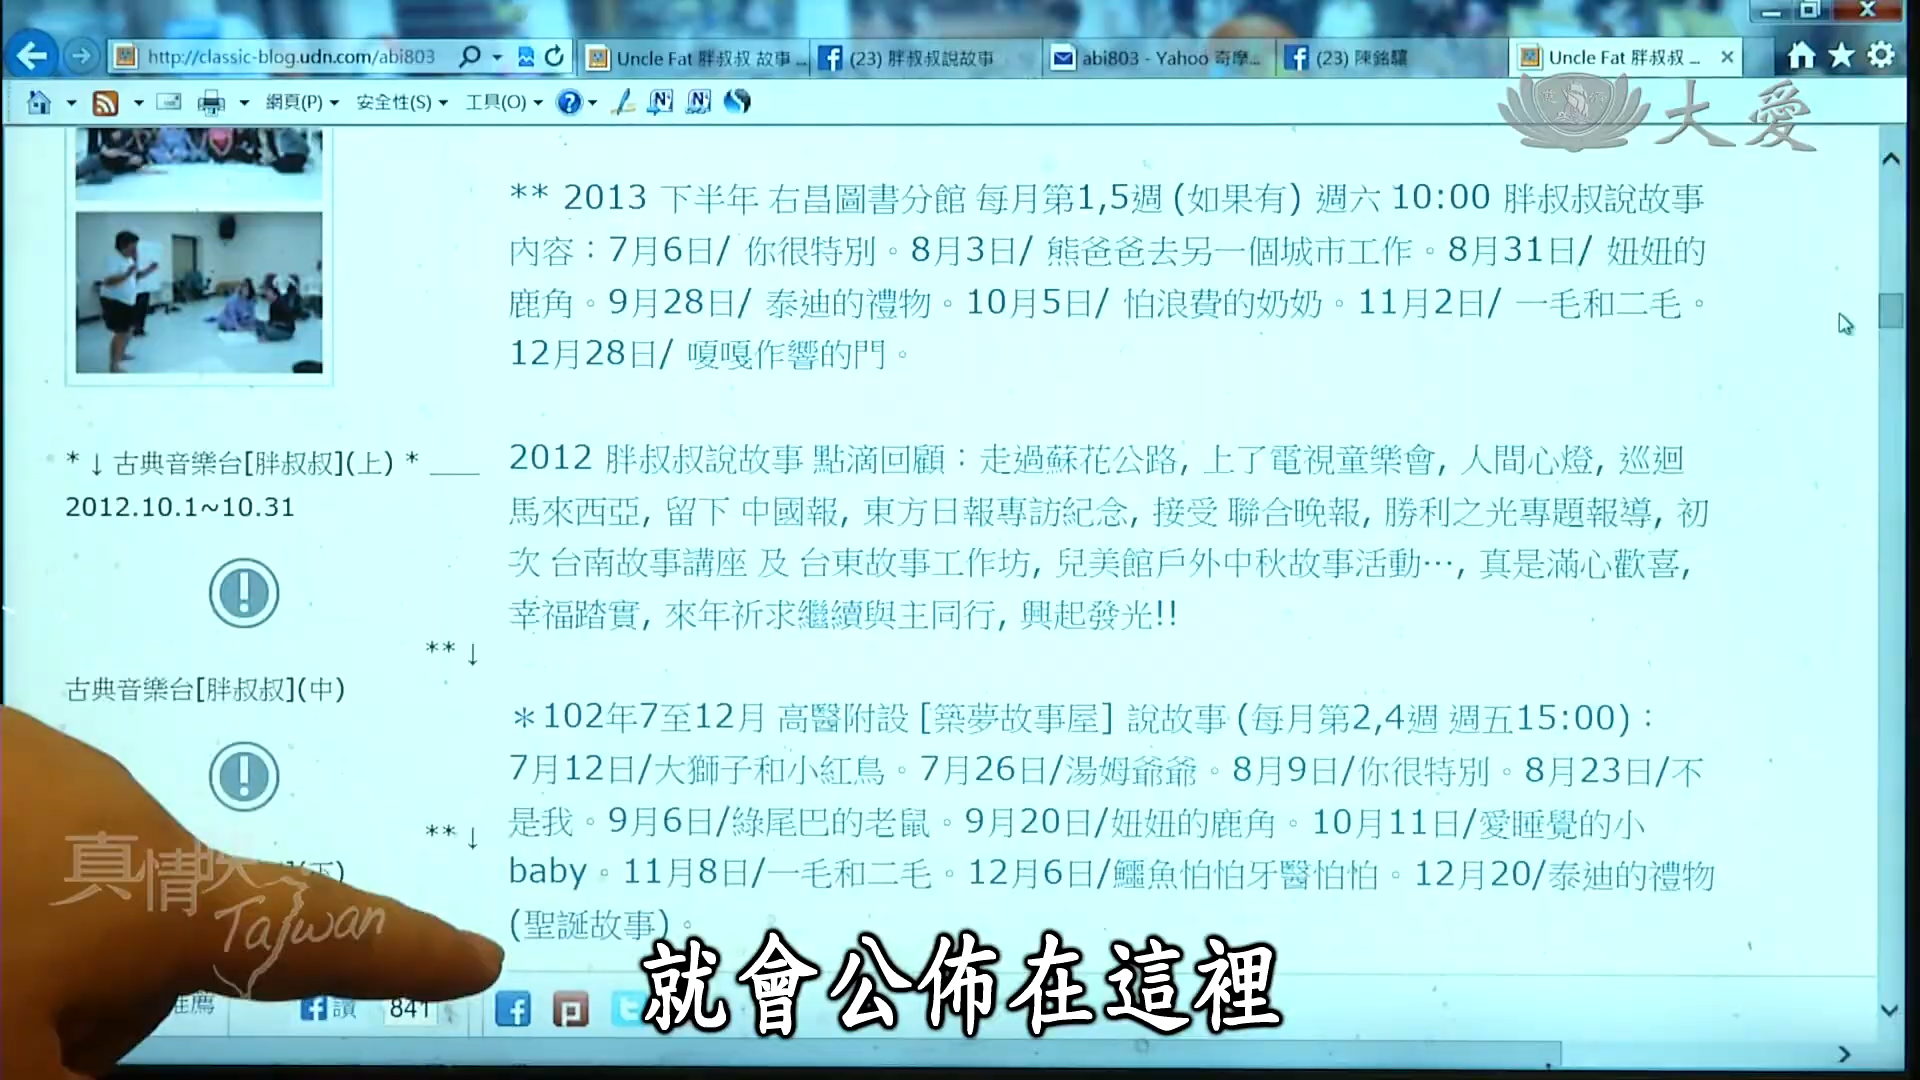 http://classic-blog.udn.com/abi803
Uncle Fat 胖叔叔 故事 ...
(23) 胖叔叔說故事
abi803 - Yahoo 奇摩...
(23) 陳銘驤
Uncle Fat 胖叔叔 ...
網頁(P)
安全性(S)
工具(O)
大愛
** 2013 下半年 右昌圖書分館 每月第1,5週 (如果有) 週六 10:00 胖叔叔說故事
內容：7月6日/ 你很特別。8月3日/ 熊爸爸去另一個城市工作。8月31日/ 妞妞的
鹿角。9月28日/ 泰迪的禮物。10月5日/ 怕浪費的奶奶。11月2日/ 一毛和二毛。
12月28日/ 嗄嘎作響的門。
* ↓ 古典音樂台[胖叔叔](上) *
2012.10.1~10.31
** ↓
古典音樂台[胖叔叔](中)
** ↓
2012 胖叔叔說故事 點滴回顧：走過蘇花公路, 上了電視童樂會, 人間心燈, 巡迴
馬來西亞, 留下 中國報, 東方日報專訪紀念, 接受 聯合晚報, 勝利之光專題報導, 初
次 台南故事講座 及 台東故事工作坊, 兒美館戶外中秋故事活動…, 真是滿心歡喜,
幸福踏實, 來年祈求繼續與主同行, 興起發光!!
＊102年7至12月 高醫附設 [築夢故事屋] 說故事 (每月第2,4週 週五15:00)：
7月12日/大獅子和小紅鳥。7月26日/湯姆爺爺。8月9日/你很特別。8月23日/不
是我。9月6日/綠尾巴的老鼠。9月20日/妞妞的鹿角。10月11日/愛睡覺的小
baby。11月8日/一毛和二毛。12月6日/鱷魚怕怕牙醫怕怕。12月20/泰迪的禮物
(聖誕故事)。
真情映
Taiwan
推薦
讚
841
就會公佈在這裡